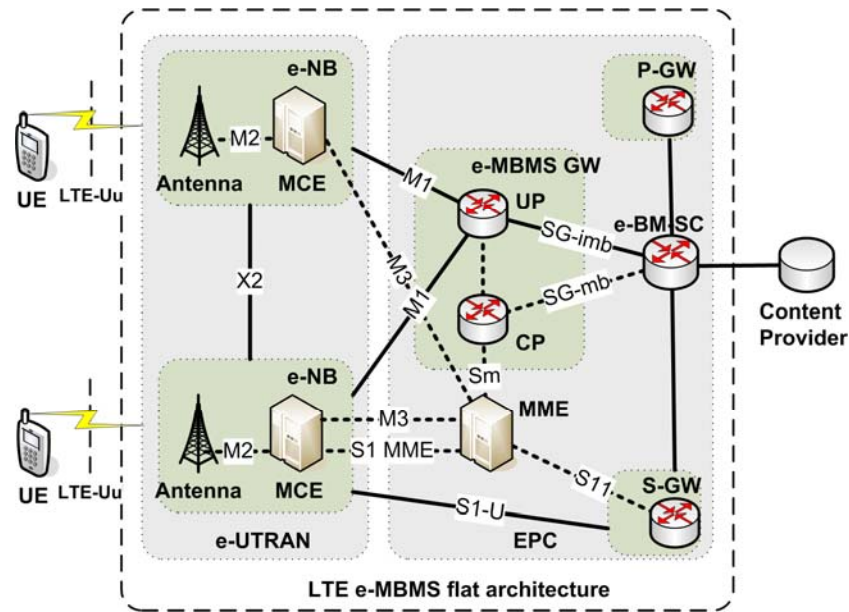 e-NB
P-GW
M2
e-MBMS GW
UE
LTE-Uu
Antenna
MCE
M1
UP
e-BM-SC
SG-imb
X2
M3
M1
SG-mb
Content
Provider
CP
e-NB
Sm
MME
M3
M2
S1 MME
S11
UE
LTE-Uu
Antenna
MCE
S-GW
S1-U
e-UTRAN
EPC
LTE e-MBMS flat architecture